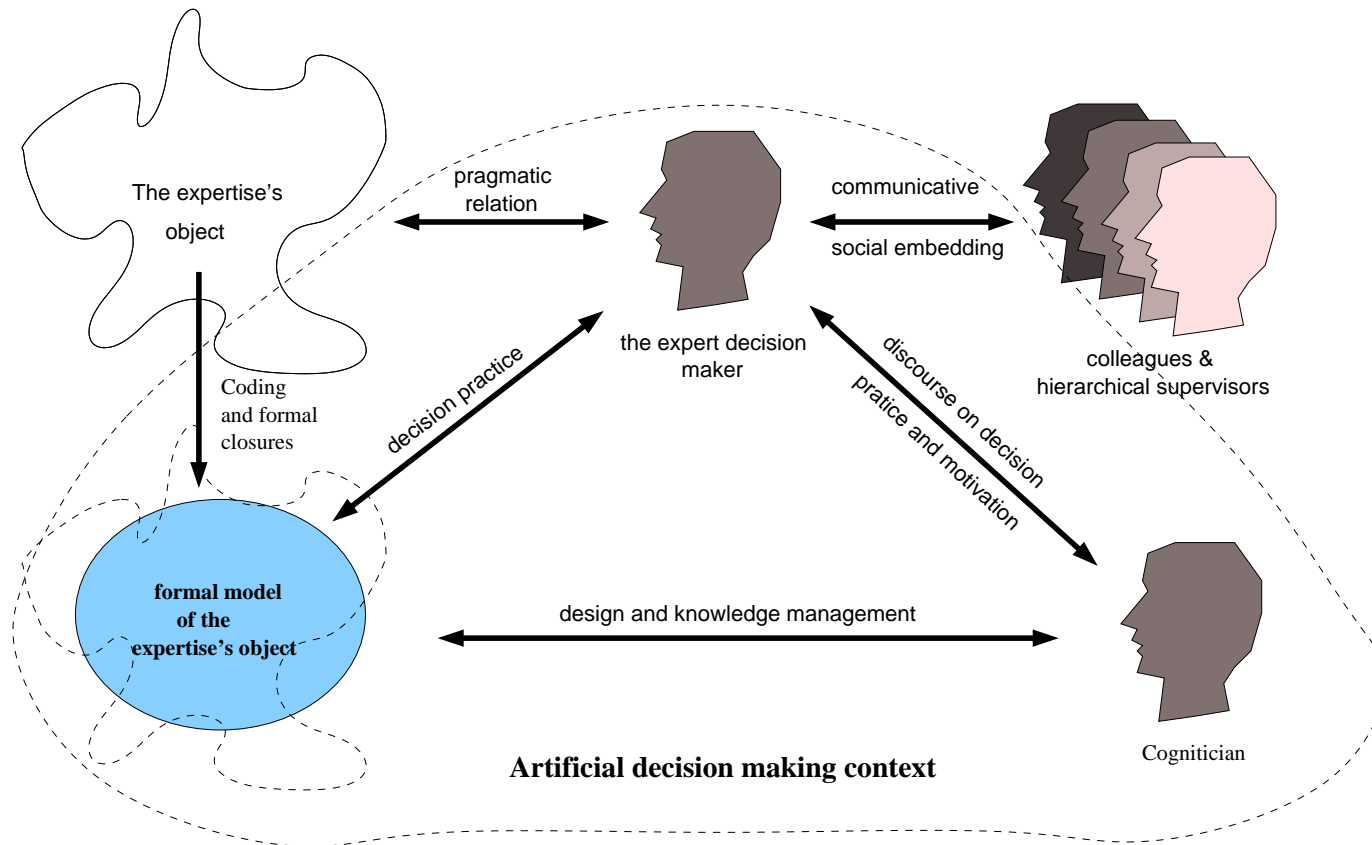 The expertise's
object
pragmatic
relation
communicative
social embedding
the expert decision
maker
colleagues &
hierarchical supervisors
Coding
and formal
closures
decision practice
discourse on decision
pratice and motivation
formal model
of the
expertise's object
design and knowledge management
Cognitician
Artificial decision making context